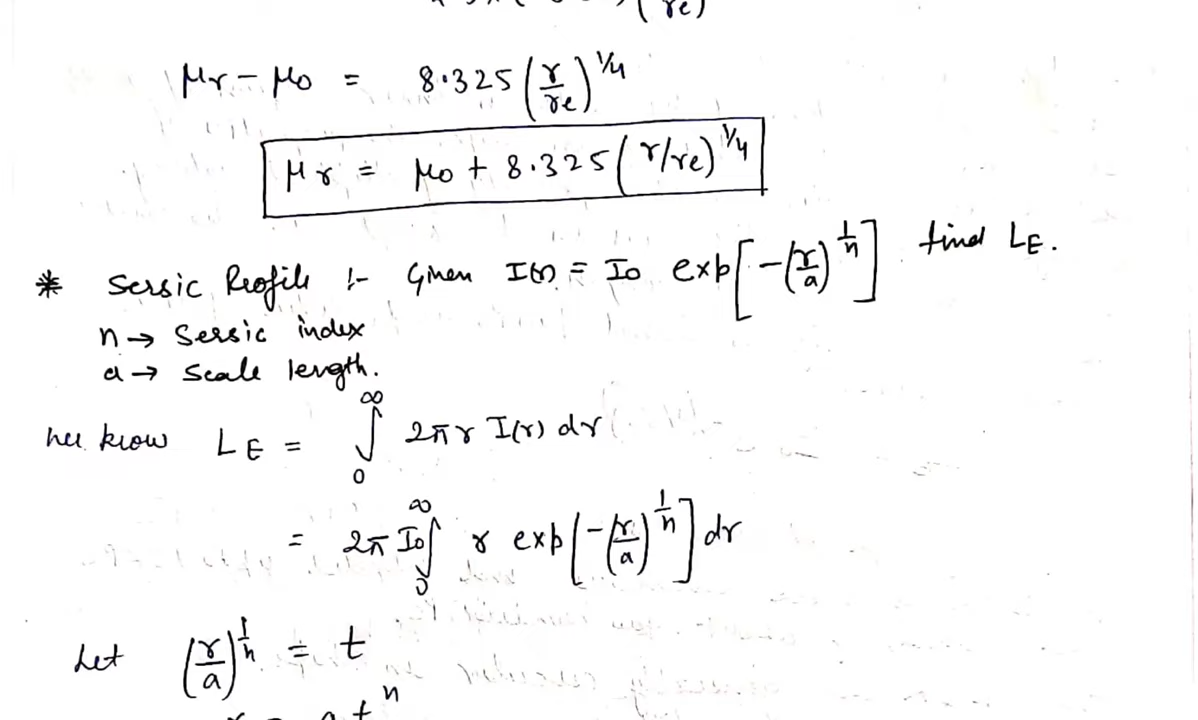 μr - μo = 8.325 (r/re)^1/4
μr = μo + 8.325 (r/re)^1/4
* Sersic Profile :- Given I(r) = Io exp[-(r/a)^1/n] find LE.
n → Sersic index
a → Scale length.
we know LE = ∫0^∞ 2πr I(r) dr
= 2π Io ∫0^∞ r exp[-(r/a)^1/n] dr
Let (r/a)^1/n = t